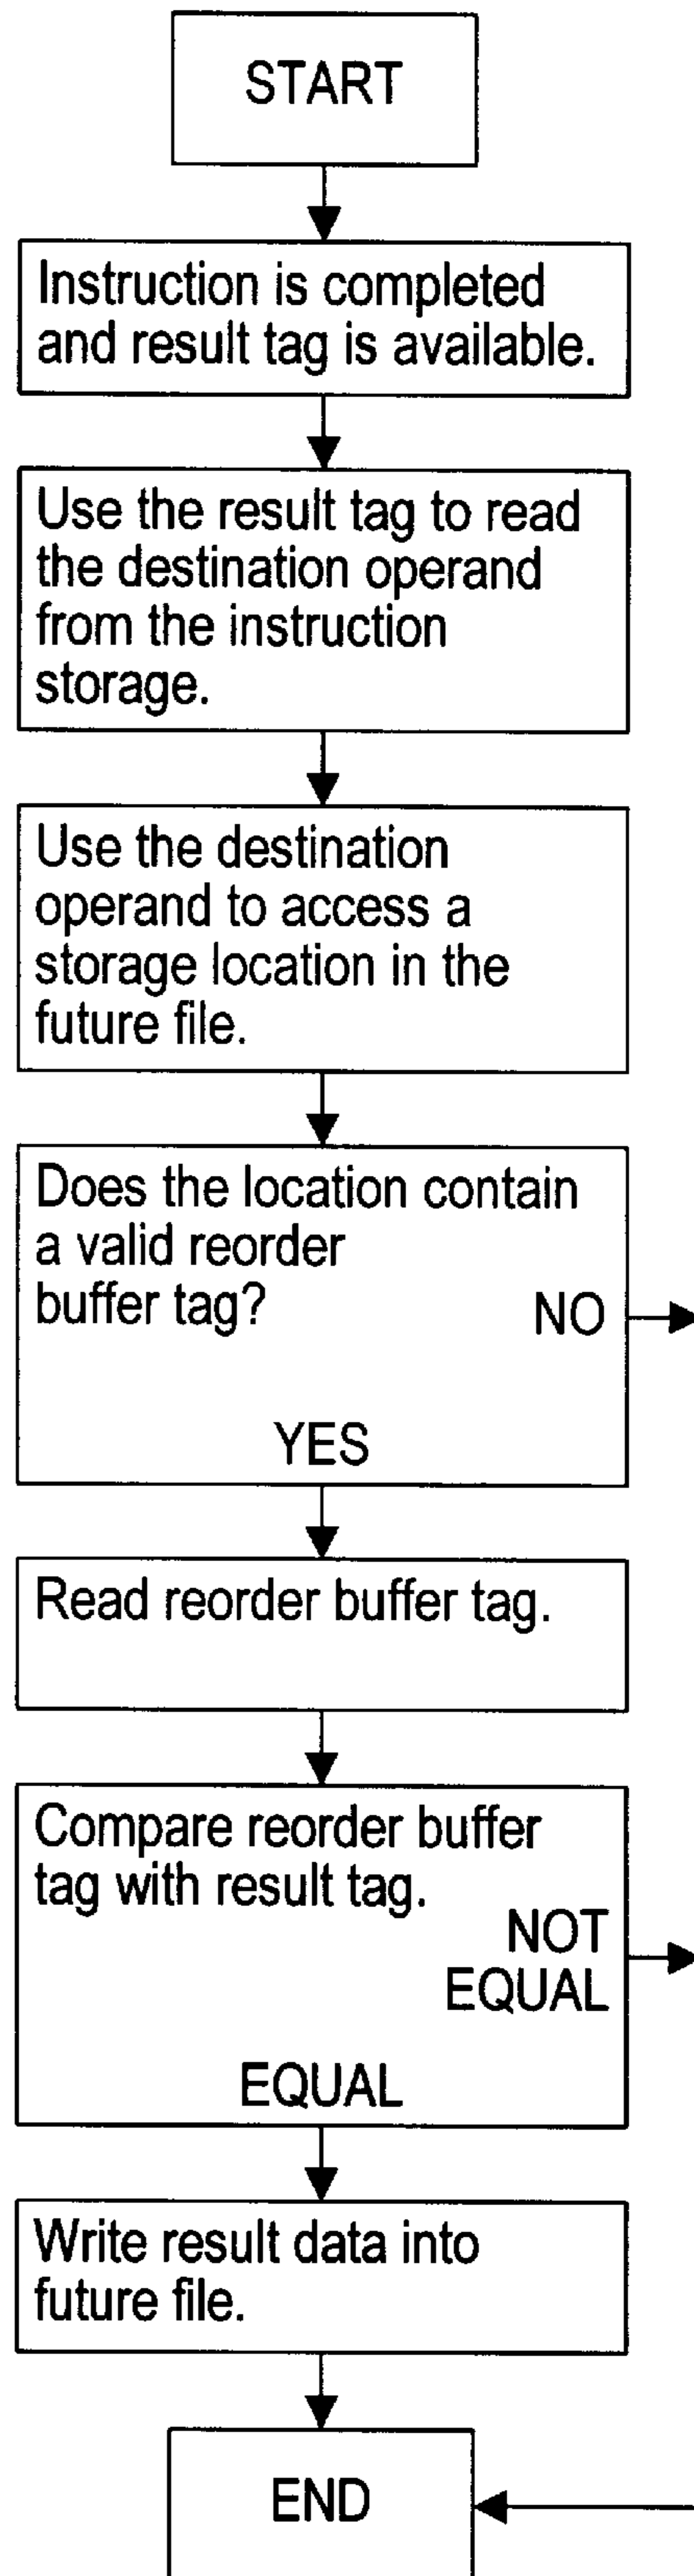 START
Instruction is completed
and result tag is available.
Use the result tag to read
the destination operand
from the instruction
storage.
Use the destination
operand to access a
storage location in the
future file.
Does the location contain
a valid reorder
buffer tag?
NO
YES
Read reorder buffer tag.
Compare reorder buffer
tag with result tag.
NOT
EQUAL
EQUAL
Write result data into
future file.
END